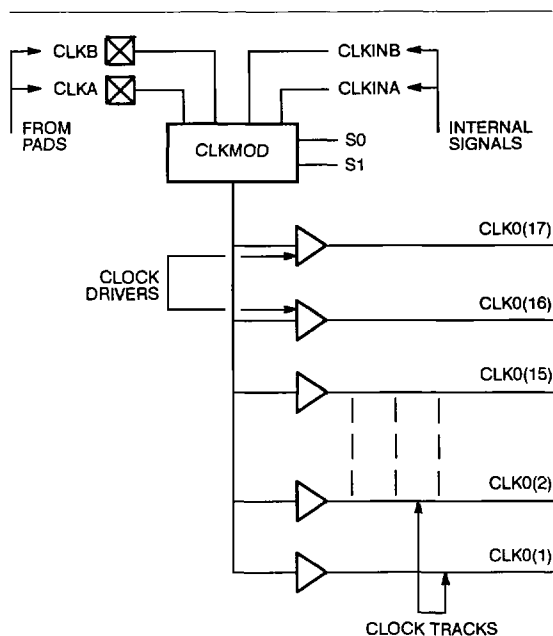 CLKB
CLKINB
CLKA
CLKINA
FROM
PADS
INTERNAL
SIGNALS
CLKMOD
S0
S1
CLK0(17)
CLOCK
DRIVERS
CLK0(16)
CLK0(15)
CLK0(2)
CLK0(1)
CLOCK TRACKS